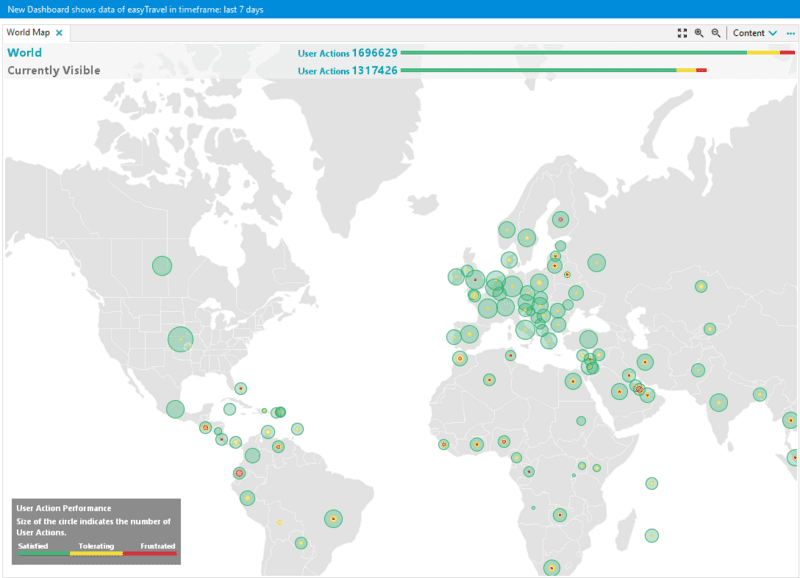 New Dashboard shows data of easyTravel in timeframe: last 7 days
World Map ×
Content
World
User Actions 1696629
Currently Visible
User Actions 1317426
User Action Performance
Size of the circle indicates the number of
User Actions.
Satisfied Tolerating Frustrated